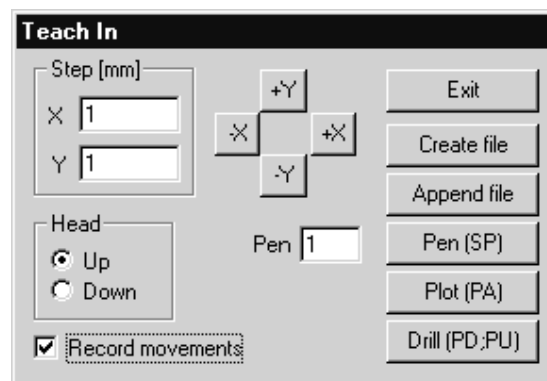 Teach In
Step [mm]
X 1
Y 1
+Y
-X
+X
-Y
Head
Up
Down
Pen 1
Record movements
Exit
Create file
Append file
Pen (SP)
Plot (PA)
Drill (PD;PU)